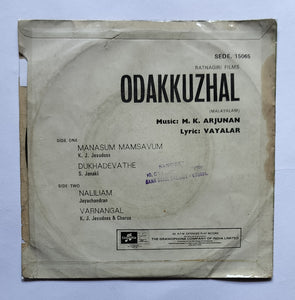 SEDE. 15065
RATNAGIRI FILMS
ODAKKUZHAL
(MALAYALAM)
Music: M. K. ARJUNAN
Lyric: VAYALAR
SIDE ONE
MANASUM MAMSAVUM
K. J. Jesudoss
DUKHADEVATHE
S. Janaki
SIDE TWO
NALILIAM
Jayachandran
VARNANGAL
K. J. Jesudoss & Chorus
THE GRAMOPHONE COMPANY OF INDIA LIMITED